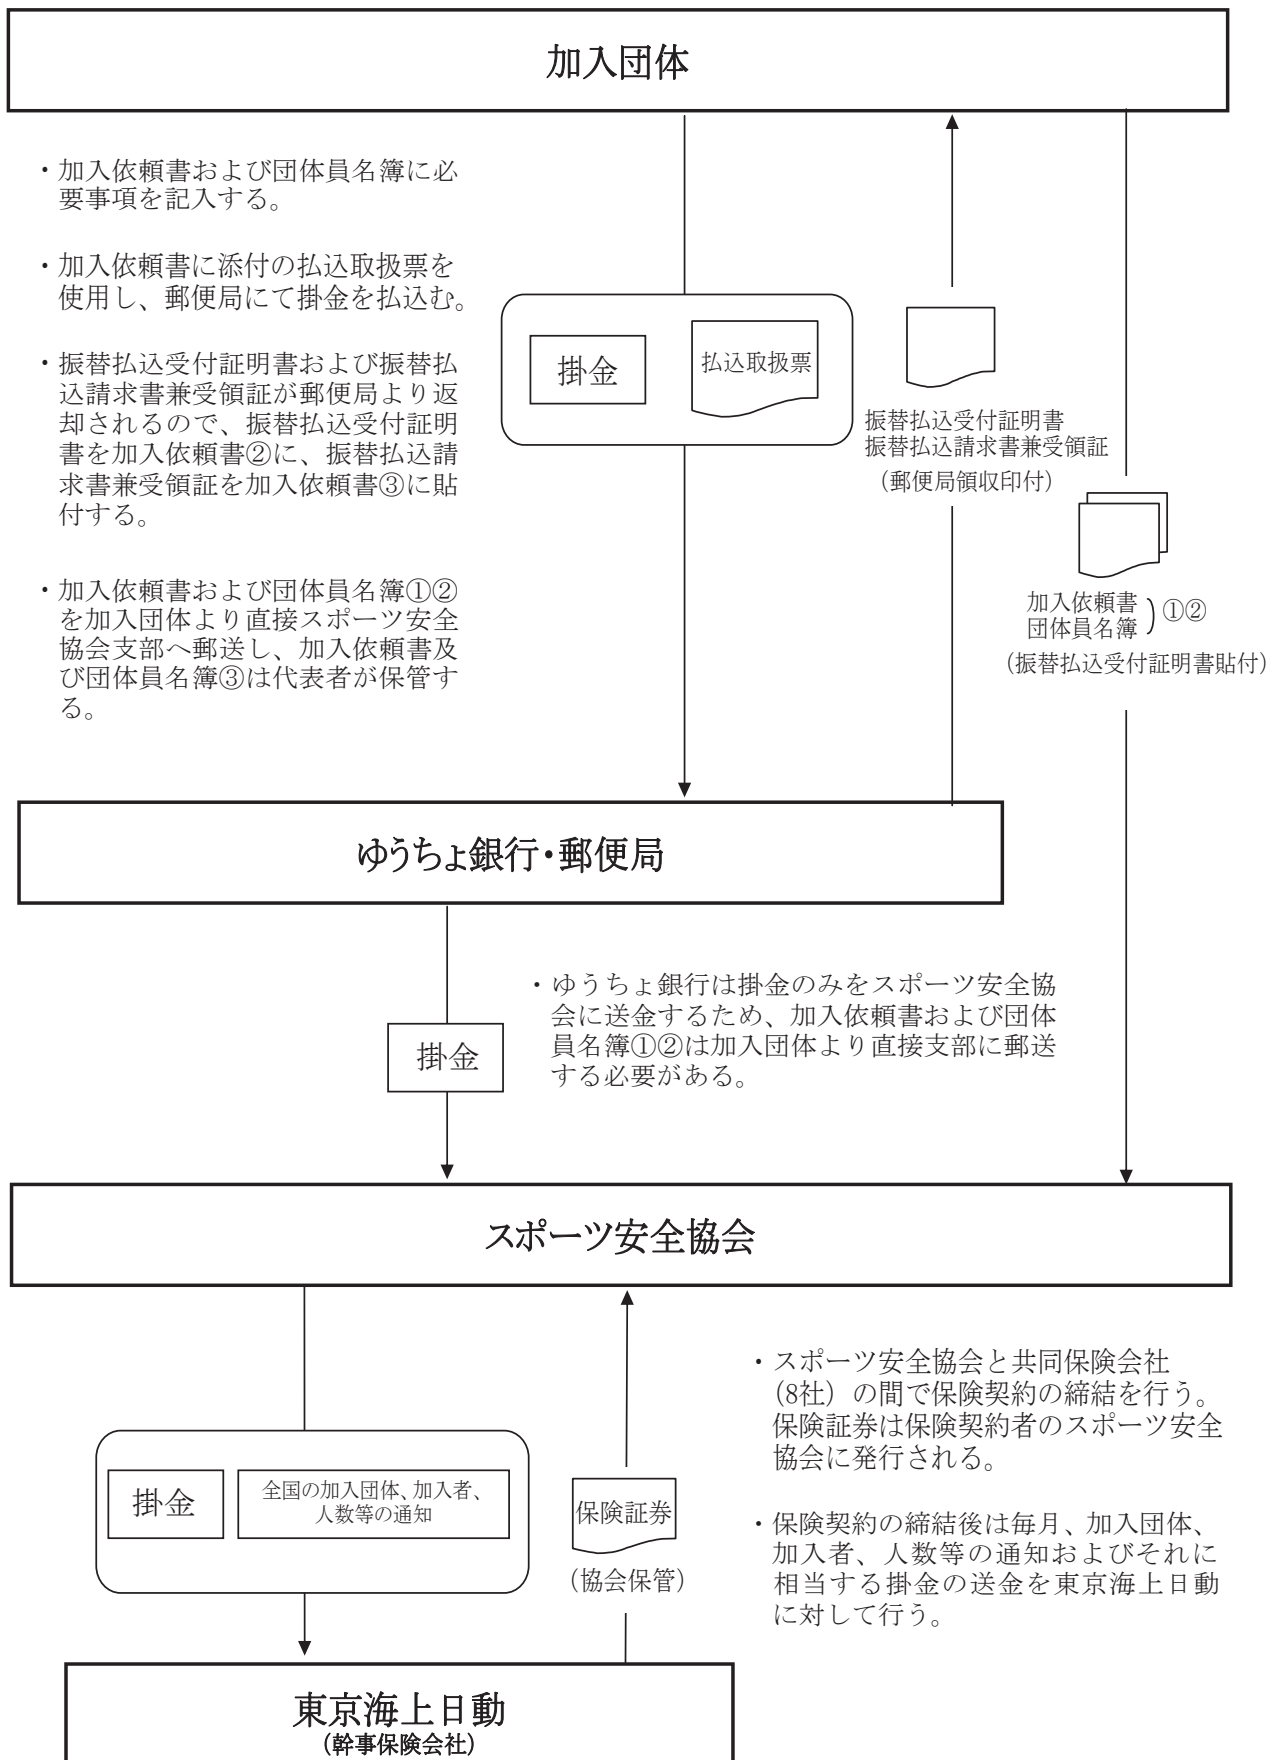 加入団体
・加入依頼書および団体員名簿に必
要事項を記入する。
・加入依頼書に添付の払込取扱票を
使用し、郵便局にて掛金を払込む。
・振替払込受付証明書および振替払
込請求書兼受領証が郵便局より返
却されるので、振替払込受付証明
書を加入依頼書②に、振替払込請
求書兼受領証を加入依頼書③に貼
付する。
・加入依頼書および団体員名簿①②
を加入団体より直接スポーツ安全
協会支部へ郵送し、加入依頼書及
び団体員名簿③は代表者が保管す
る。
掛金
払込取扱票
振替払込受付証明書
振替払込請求書兼受領証
（郵便局領収印付）
加入依頼書
団体員名簿
①②
（振替払込受付証明書貼付）
ゆうちょ銀行・郵便局
掛金
・ゆうちょ銀行は掛金のみをスポーツ安全協
会に送金するため、加入依頼書および団体
員名簿①②は加入団体より直接支部に郵送
する必要がある。
スポーツ安全協会
掛金
全国の加入団体、加入者、
人数等の通知
保険証券
（協会保管）
・スポーツ安全協会と共同保険会社
（8社）の間で保険契約の締結を行う。
保険証券は保険契約者のスポーツ安全
協会に発行される。
・保険契約の締結後は毎月、加入団体、
加入者、人数等の通知およびそれに
相当する掛金の送金を東京海上日動
に対して行う。
東京海上日動
（幹事保険会社）